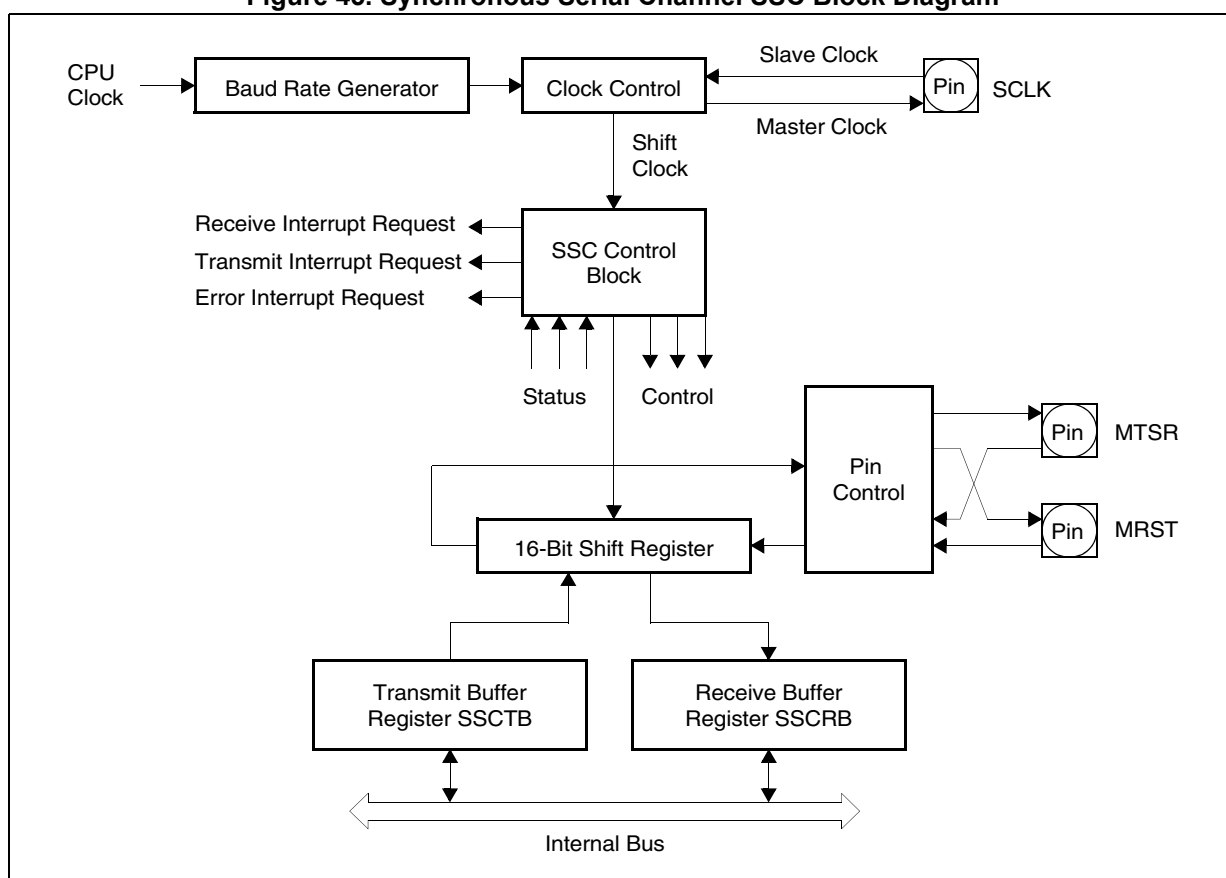 Figure 43. Synchronous Serial Channel SSC Block Diagram
CPU
Clock
Baud Rate Generator
Clock Control
Slave Clock
Master Clock
Pin
SCLK
Shift
Clock
Receive Interrupt Request
Transmit Interrupt Request
Error Interrupt Request
SSC Control
Block
Status
Control
Pin
Control
Pin
MTSR
Pin
MRST
16-Bit Shift Register
Transmit Buffer
Register SSCTB
Receive Buffer
Register SSCRB
Internal Bus